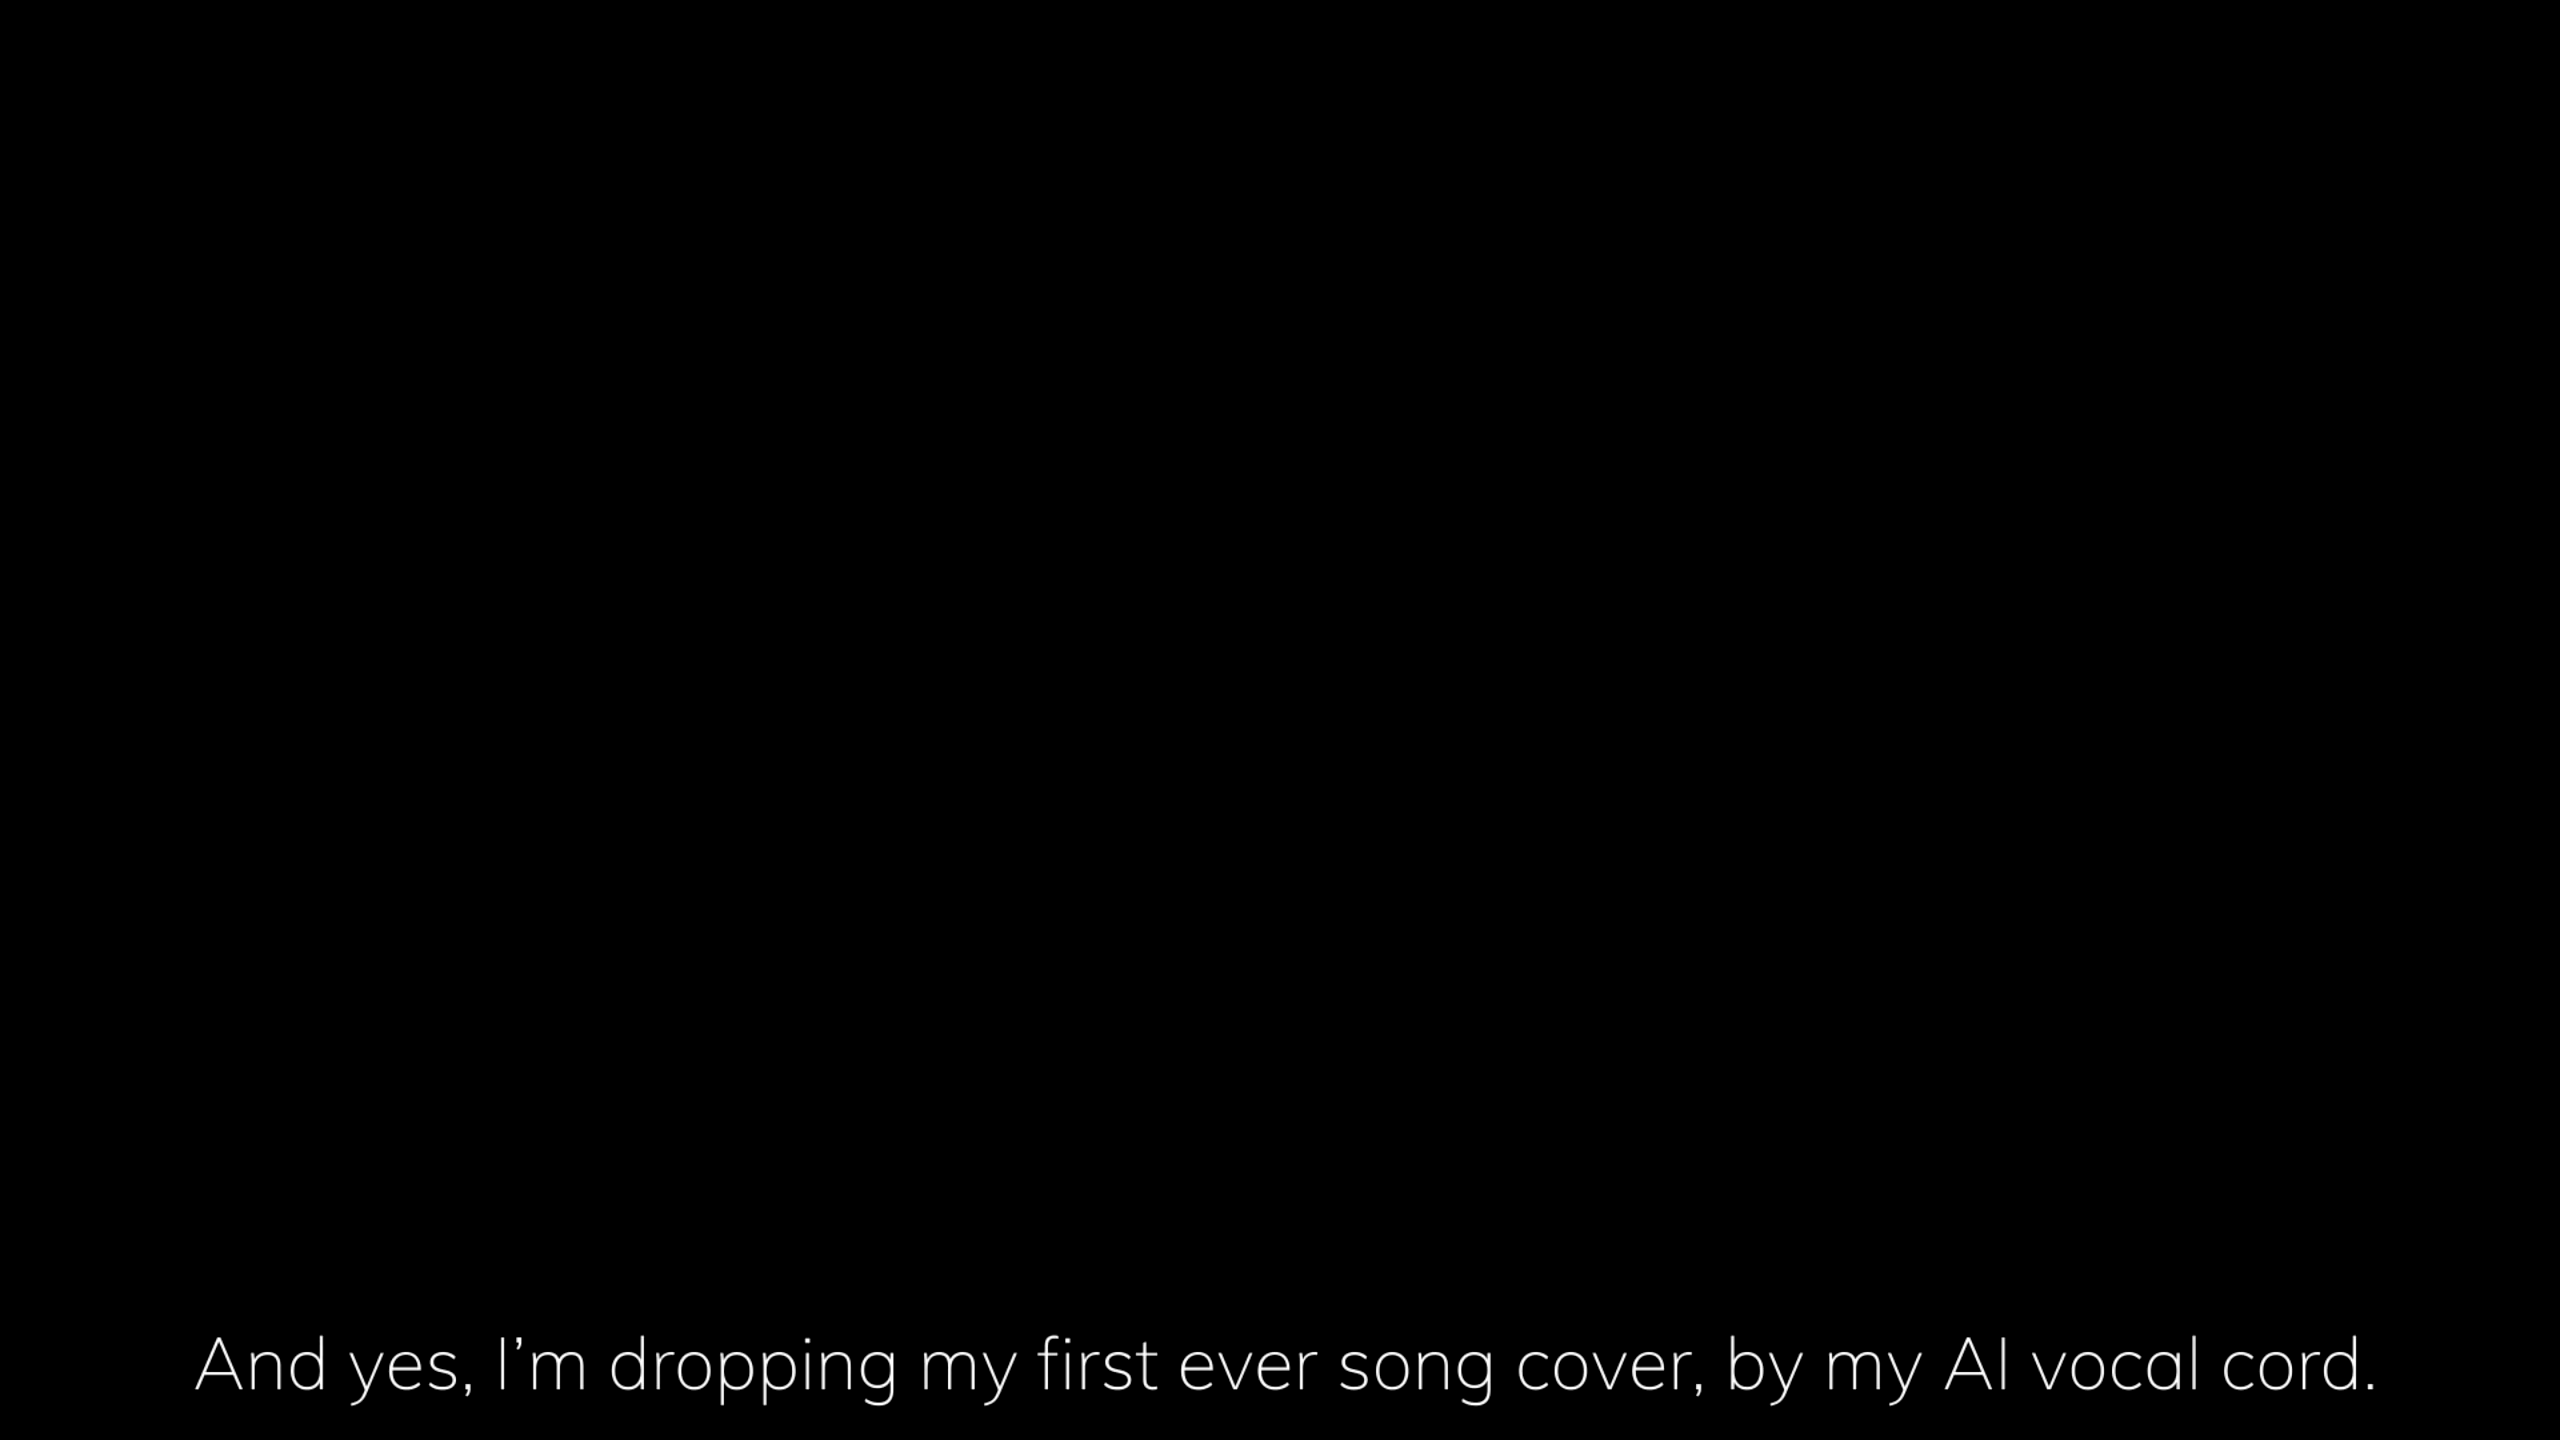 And yes, I’m dropping my first ever song cover, by my AI vocal cord.